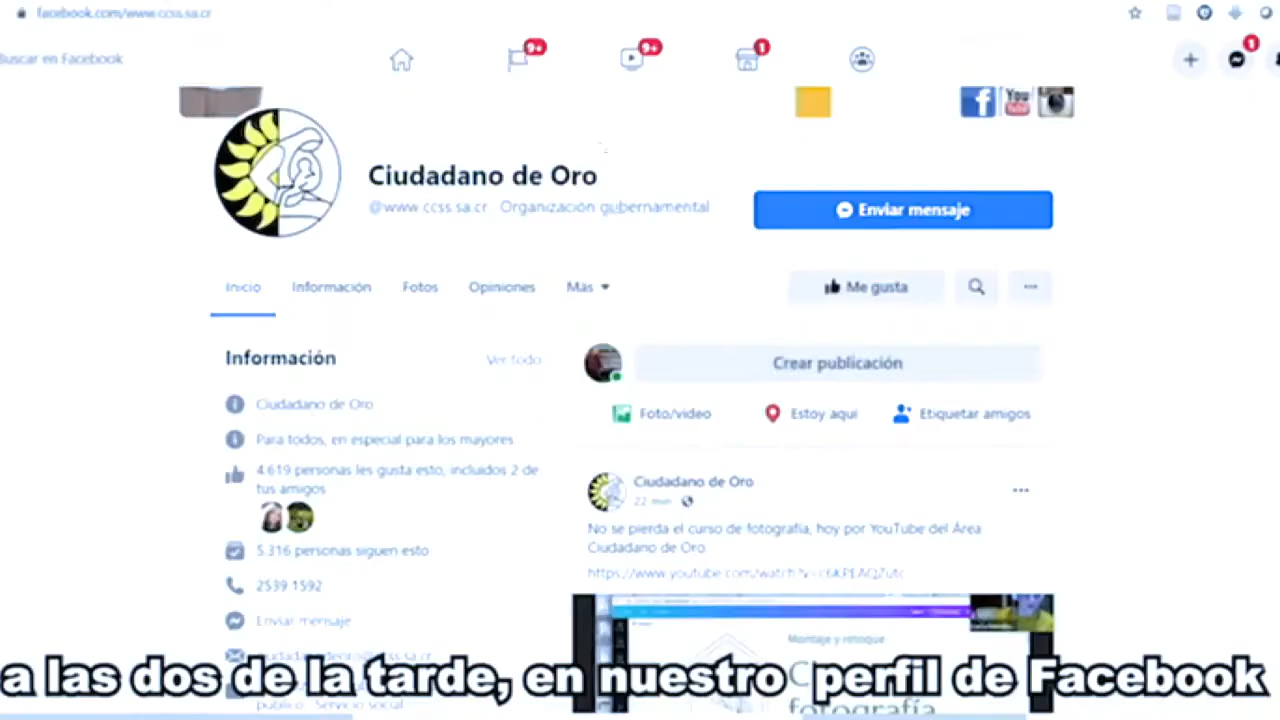 facebook.com/www.ccss.sa.cr
Buscar en Facebook
9+
9+
1
1
You
Ciudadano de Oro
@www.ccss.sa.cr · Organización gubernamental
Enviar mensaje
Inicio
Información
Fotos
Opiniones
Más
Me gusta
Información
Ver todo
Ciudadano de Oro
Para todos, en especial para los mayores
4.619 personas les gusta esto, incluidos 2 de
tus amigos
5.316 personas siguen esto
2539 1592
Enviar mensaje
Crear publicación
Foto/video
Estoy aquí
Etiquetar amigos
Ciudadano de Oro
22 min
No se pierda el curso de fotografía, hoy por YouTube del Área
Ciudadano de Oro
Montaje y retoque
fotografía
a las dos de la tarde, en nuestro perfil de Facebook